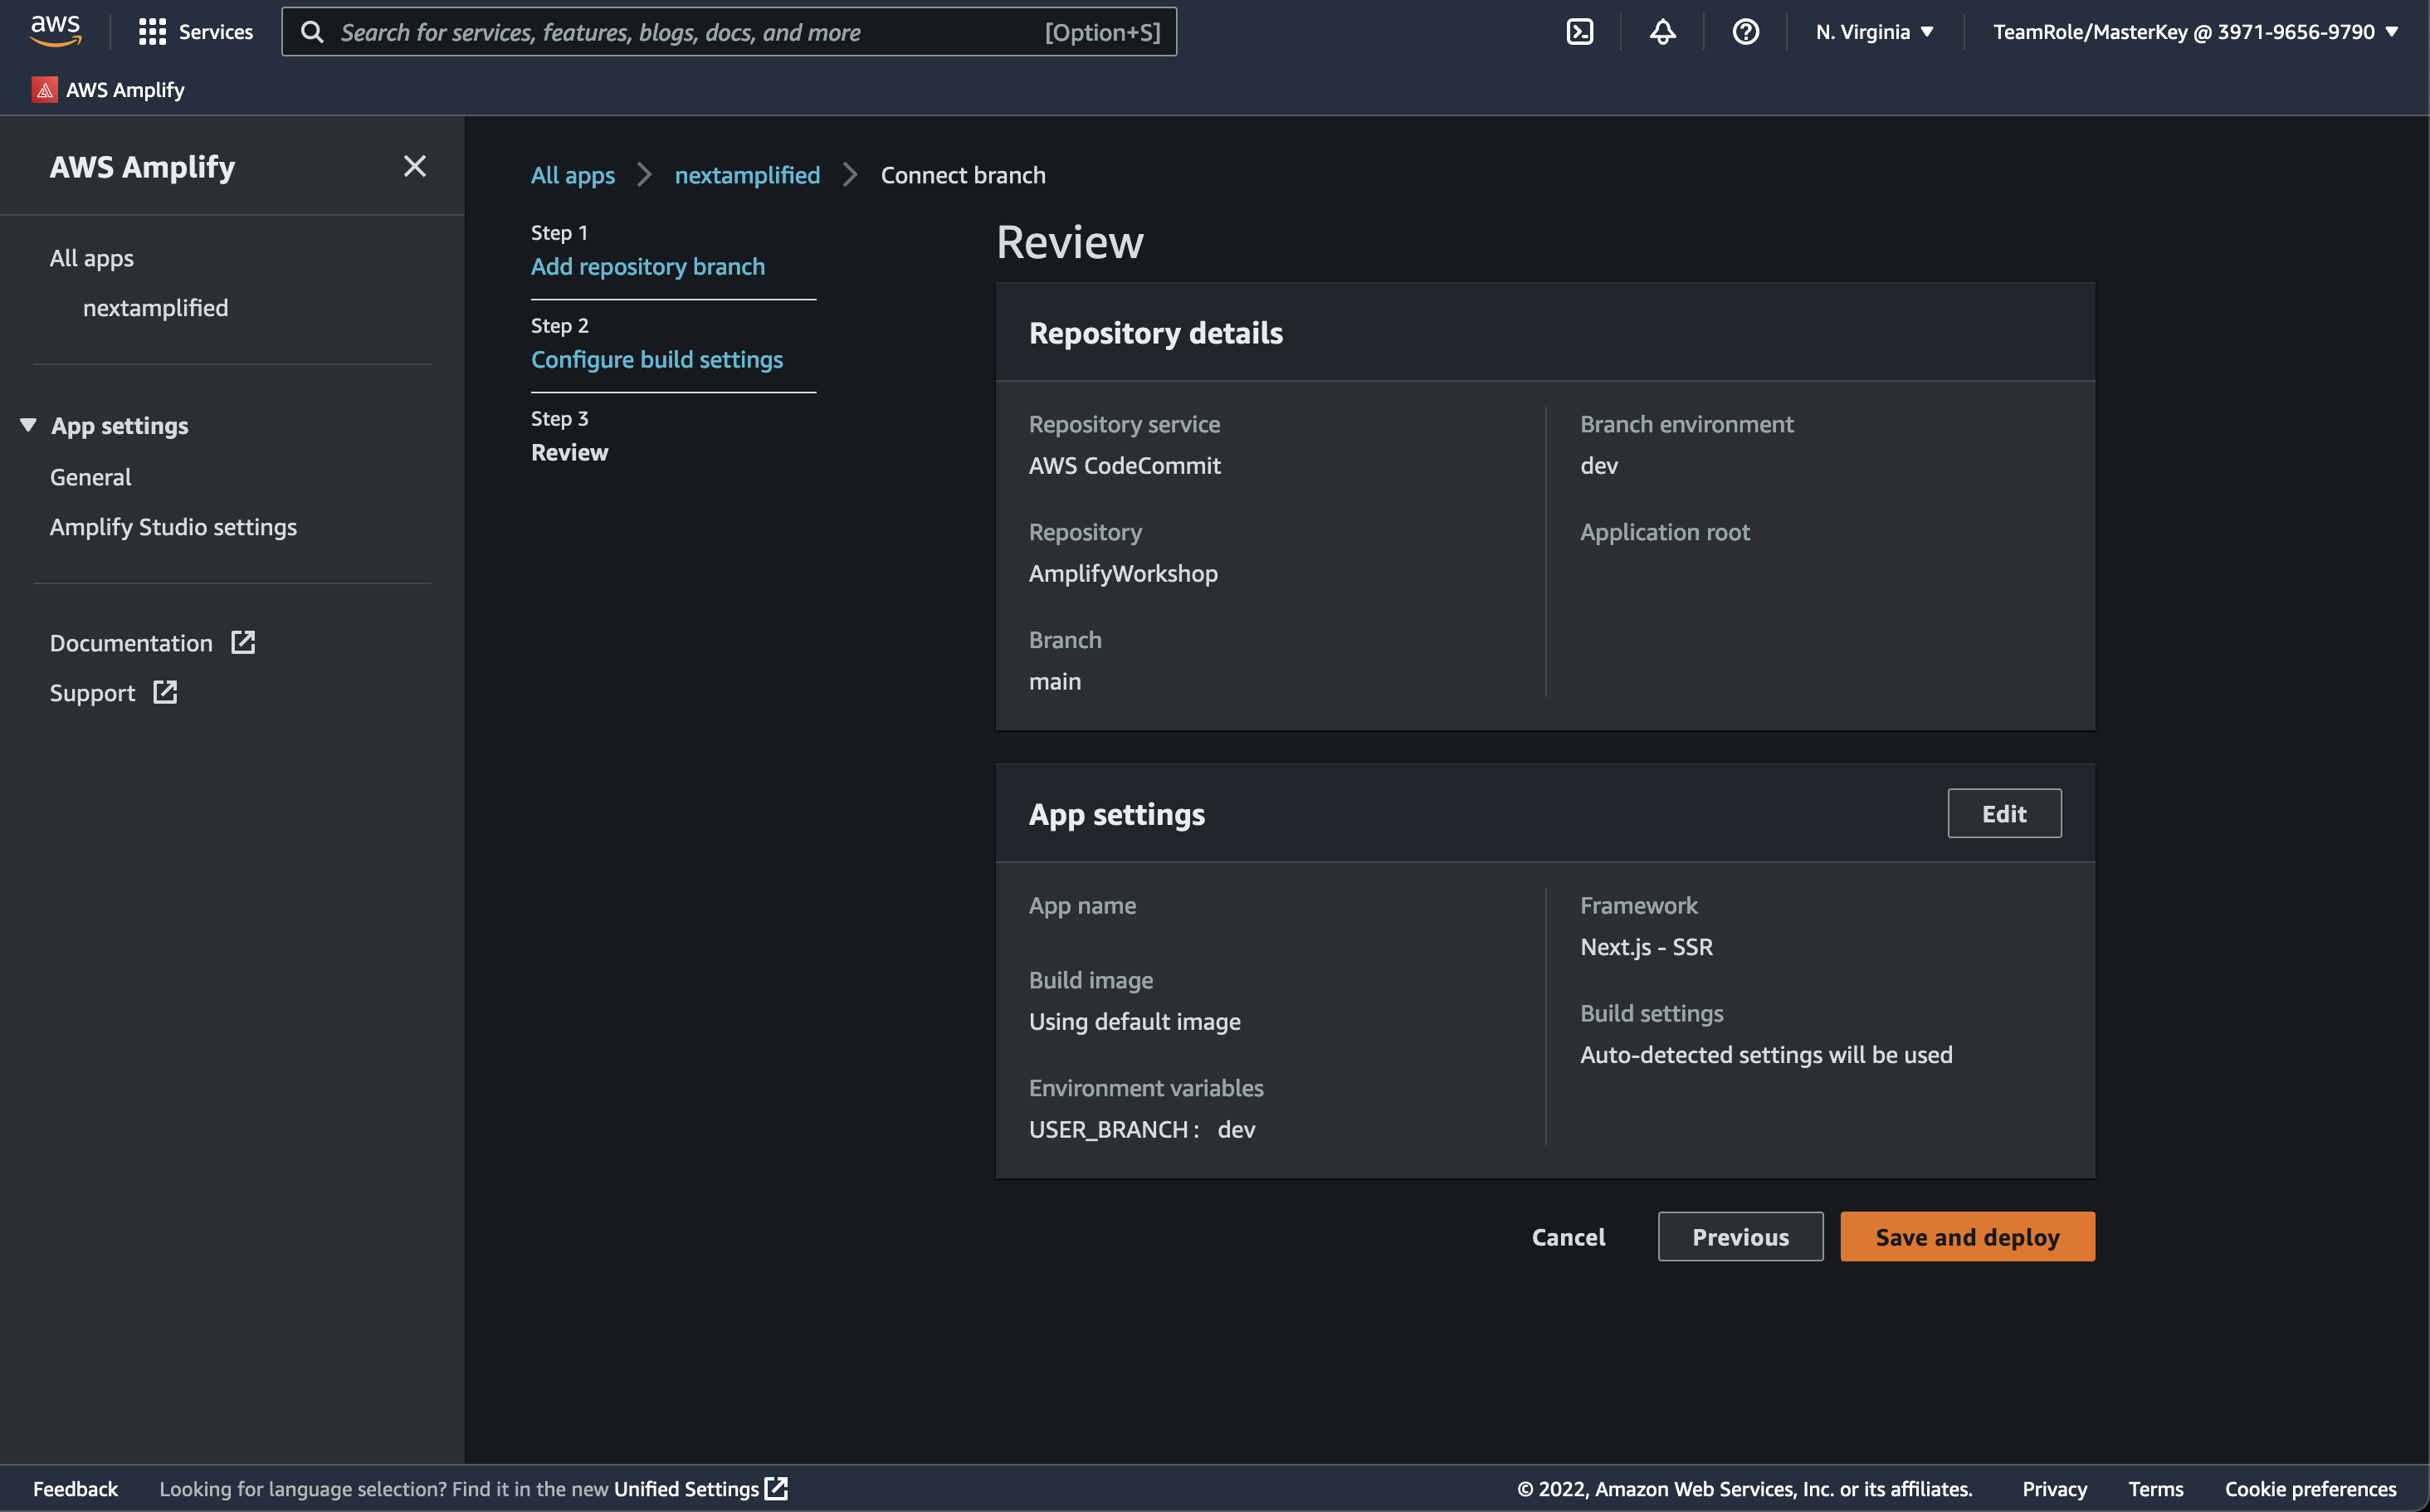 aws
Services
Search for services, features, blogs, docs, and more
[Option+S]
N. Virginia
TeamRole/MasterKey @ 3971-9656-9790
AWS Amplify
AWS Amplify
All apps
nextamplified
App settings
General
Amplify Studio settings
Documentation
Support
All apps
nextamplified
Connect branch
Step 1
Add repository branch
Step 2
Configure build settings
Step 3
Review
Review
Repository details
Repository service
AWS CodeCommit
Repository
AmplifyWorkshop
Branch
main
Branch environment
dev
Application root
App settings
Edit
App name
Build image
Using default image
Environment variables
USER_BRANCH : dev
Framework
Next.js - SSR
Build settings
Auto-detected settings will be used
Cancel
Previous
Save and deploy
Feedback
Looking for language selection? Find it in the new Unified Settings
© 2022, Amazon Web Services, Inc. or its affiliates.
Privacy
Terms
Cookie preferences